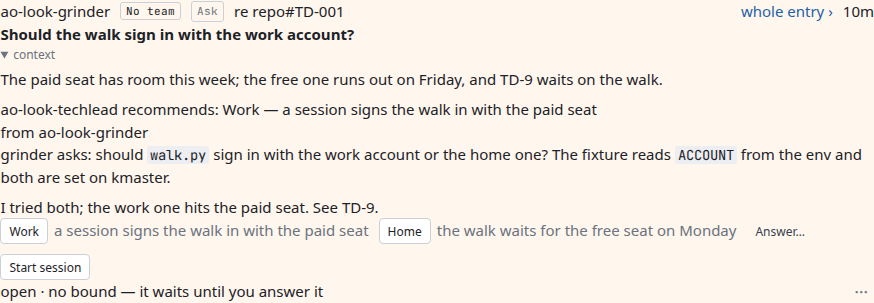 ao-look-grinder No team Ask re repo#TD-001 whole entry › 10m
Should the walk sign in with the work account?
▼ context
The paid seat has room this week; the free one runs out on Friday, and TD-9 waits on the walk.
ao-look-techlead recommends: Work — a session signs the walk in with the paid seat
from ao-look-grinder
grinder asks: should walk.py sign in with the work account or the home one? The fixture reads ACCOUNT from the env and
both are set on kmaster.
I tried both; the work one hits the paid seat. See TD-9.
Work a session signs the walk in with the paid seat Home the walk waits for the free seat on Monday Answer...
Start session
open · no bound — it waits until you answer it ···